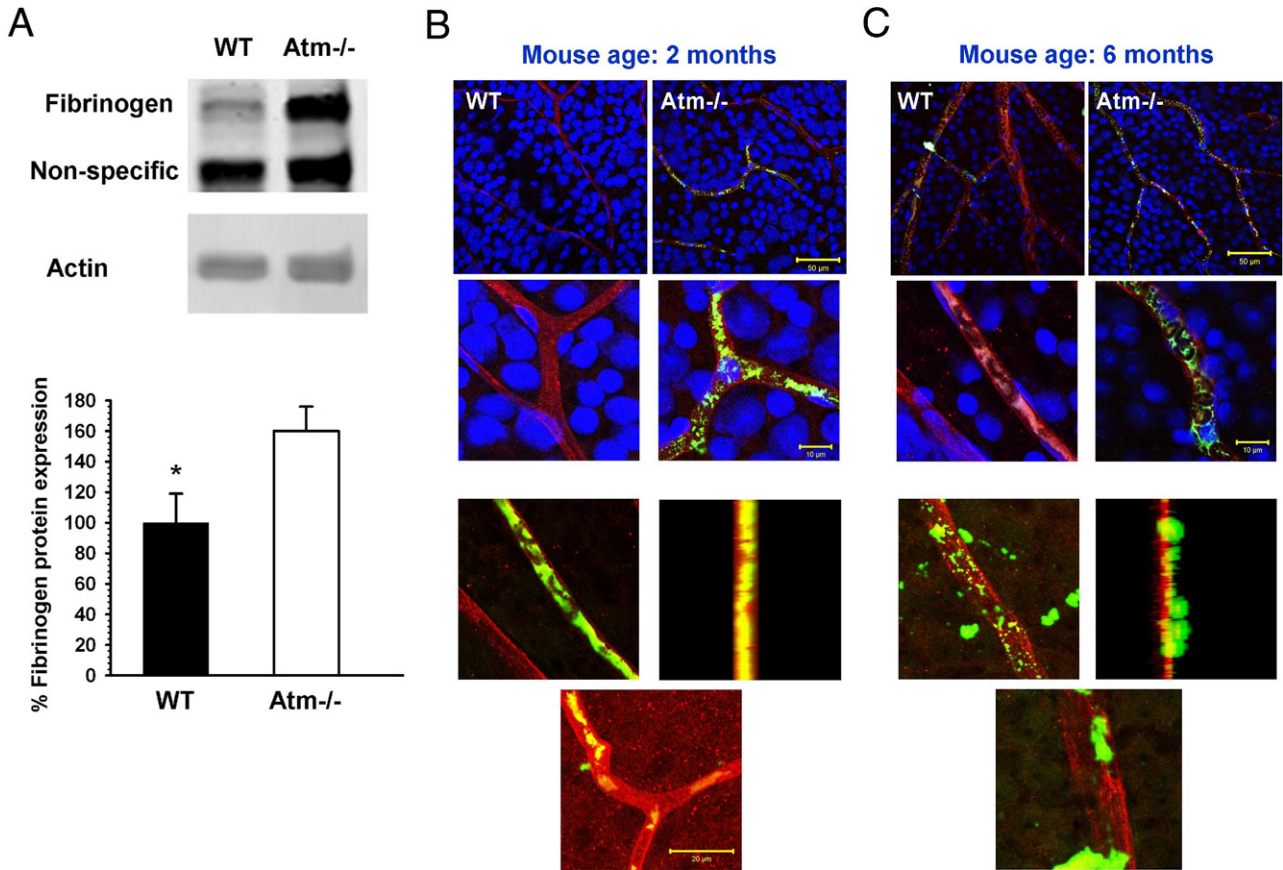 A
WT Atm-/-
Fibrinogen
Non-specific
Actin
% Fibrinogen protein expression
180
160
140
120
100
80
60
40
20
0
*
WT Atm-/-
B
Mouse age: 2 months
WT Atm-/-
50 µm
10 µm
20 µm
C
Mouse age: 6 months
WT Atm-/-
50 µm
10 µm